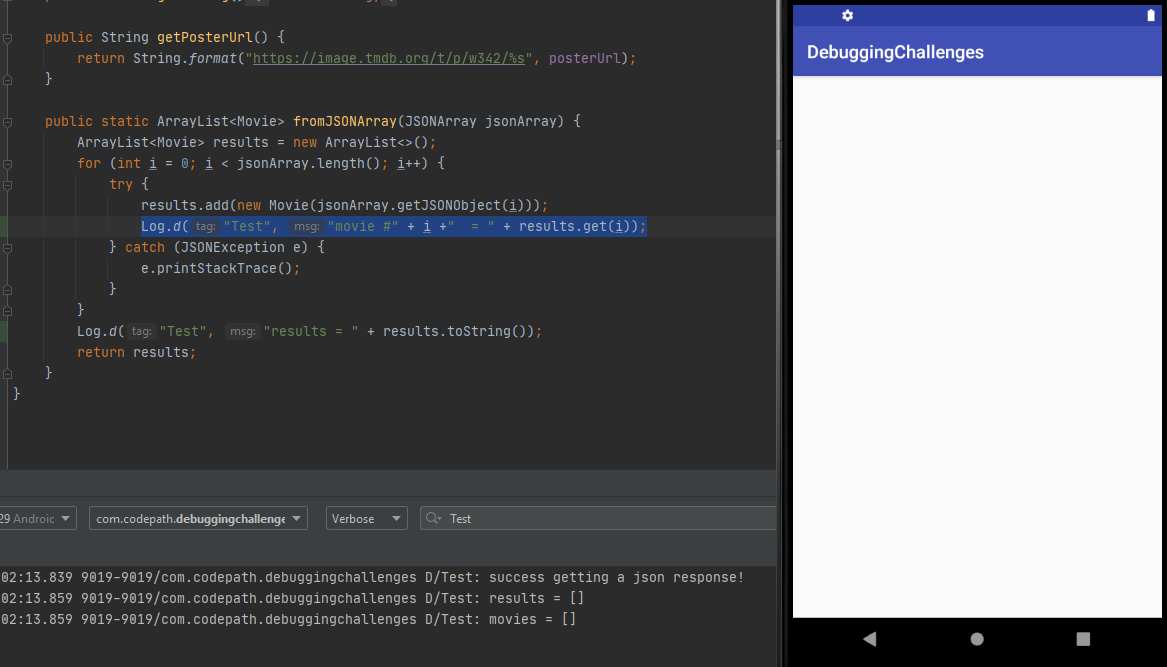 public String getPosterUrl() {
return String.format("https://image.tmdb.org/t/p/w342/%s", posterUrl);
}
public static ArrayList<Movie> fromJSONArray(JSONArray jsonArray) {
ArrayList<Movie> results = new ArrayList<>();
for (int i = 0; i < jsonArray.length(); i++) {
try {
results.add(new Movie(jsonArray.getJSONObject(i)));
Log.d( tag: "Test", msg: "movie #" + i +"  = " + results.get(i));
} catch (JSONException e) {
e.printStackTrace();
}
}
Log.d( tag: "Test", msg: "results = " + results.toString());
return results;
}
}
29 Android
com.codepath.debuggingchallenge
Verbose
Test
02:13.839 9019-9019/com.codepath.debuggingchallenges D/Test: success getting a json response!
02:13.859 9019-9019/com.codepath.debuggingchallenges D/Test: results = []
02:13.859 9019-9019/com.codepath.debuggingchallenges D/Test: movies = []
DebuggingChallenges